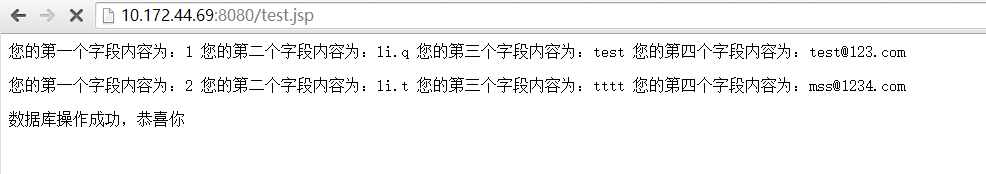 10.172.44.69:8080/test.jsp
您的第一个字段内容为：1 您的第二个字段内容为：li.q 您的第三个字段内容为：test 您的第四个字段内容为：test@123.com
您的第一个字段内容为：2 您的第二个字段内容为：li.t 您的第三个字段内容为：tttt 您的第四个字段内容为：mss@1234.com
数据库操作成功，恭喜你